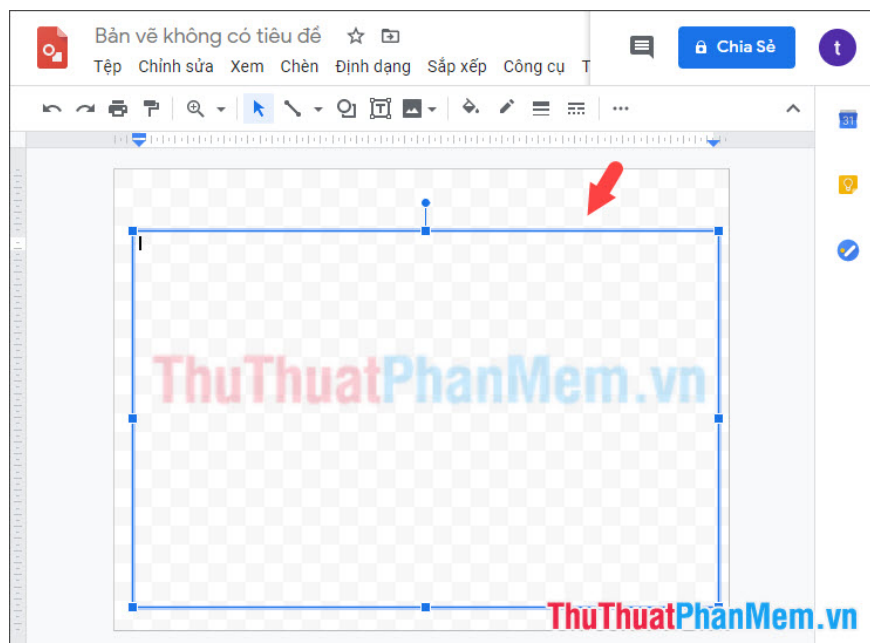 Bản vẽ không có tiêu đề
Chia Sẻ
t
Tệp Chỉnh sửa Xem Chèn Định dạng Sắp xếp Công cụ T
31
ThuThuatPhanMem.vn
ThuThuatPhanMem.vn